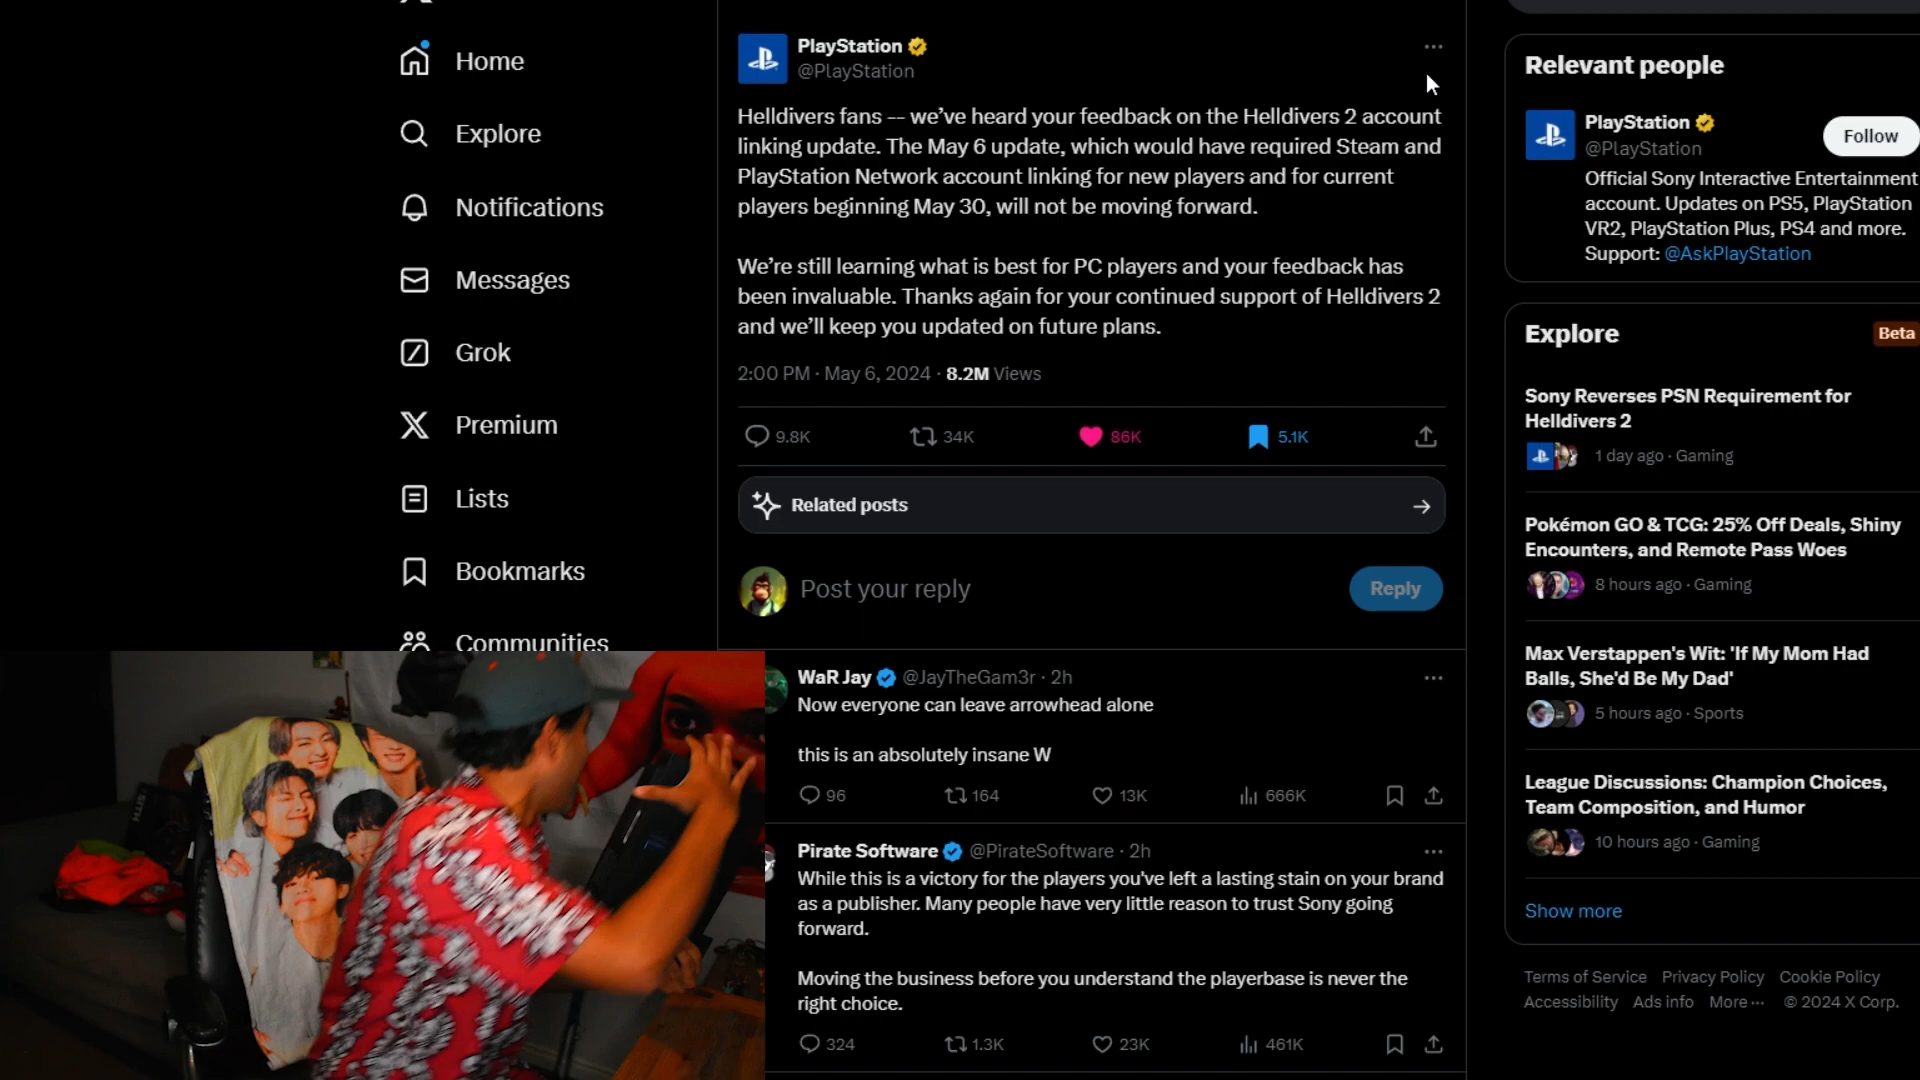 Home
Explore
Notifications
Messages
Grok
Premium
Lists
Bookmarks
Communities
PlayStation
@PlayStation
Helldivers fans -- we've heard your feedback on the Helldivers 2 account
linking update. The May 6 update, which would have required Steam and
PlayStation Network account linking for new players and for current
players beginning May 30, will not be moving forward.
We're still learning what is best for PC players and your feedback has
been invaluable. Thanks again for your continued support of Helldivers 2
and we'll keep you updated on future plans.
2:00 PM · May 6, 2024 · 8.2M Views
9.8K 34K 86K 5.1K
Related posts
Post your reply
Reply
WaR Jay @JayTheGam3r · 2h
Now everyone can leave arrowhead alone
this is an absolutely insane W
96 164 13K 666K
Pirate Software @PirateSoftware · 2h
While this is a victory for the players you've left a lasting stain on your brand
as a publisher. Many people have very little reason to trust Sony going
forward.
Moving the business before you understand the playerbase is never the
right choice.
324 1.3K 23K 461K
Relevant people
PlayStation
@PlayStation
Follow
Official Sony Interactive Entertainment
account. Updates on PS5, PlayStation
VR2, PlayStation Plus, PS4 and more.
Support: @AskPlayStation
Explore
Beta
Sony Reverses PSN Requirement for
Helldivers 2
1 day ago · Gaming
Pokémon GO & TCG: 25% Off Deals, Shiny
Encounters, and Remote Pass Woes
8 hours ago · Gaming
Max Verstappen's Wit: 'If My Mom Had
Balls, She'd Be My Dad'
5 hours ago · Sports
League Discussions: Champion Choices,
Team Composition, and Humor
10 hours ago · Gaming
Show more
Terms of Service Privacy Policy Cookie Policy
Accessibility Ads info More ··· © 2024 X Corp.